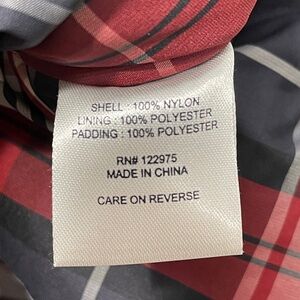 SHELL : 100% NYLON
LINING : 100% POLYESTER
PADDING : 100% POLYESTER
RN# 122975
MADE IN CHINA
CARE ON REVERSE